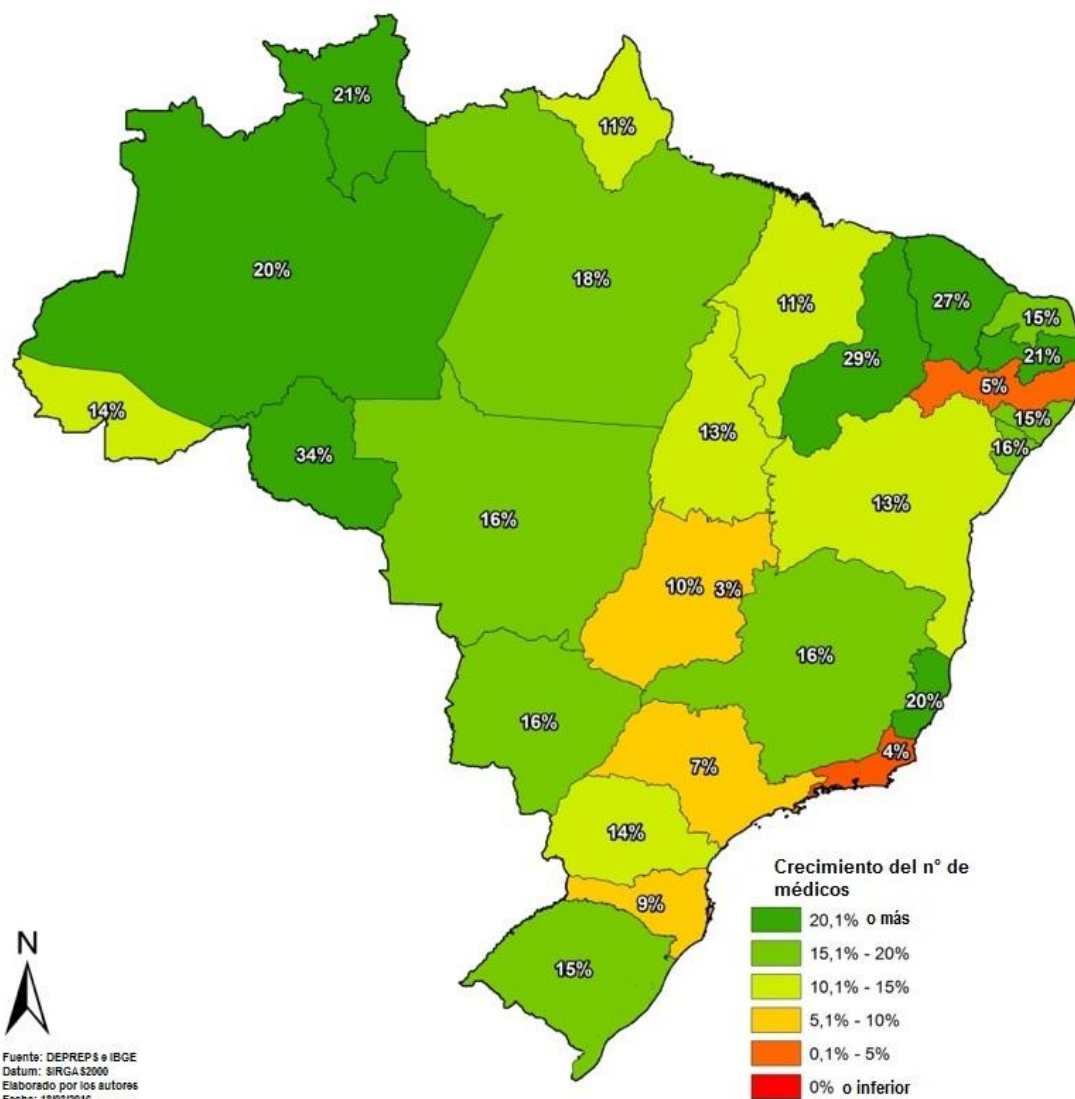 21%
11%
20%
18%
11%
27%
15%
29%
21%
5%
15%
16%
14%
13%
34%
13%
16%
10% 3%
16%
20%
16%
4%
7%
14%
9%
15%
Crecimiento del n° de
médicos
20,1% o más
15,1% - 20%
10,1% - 15%
5,1% - 10%
0,1% - 5%
0% o inferior
N
Fuente: DEPREPS e IBGE
Datum: SIRGAS2000
Elaborado por los autores